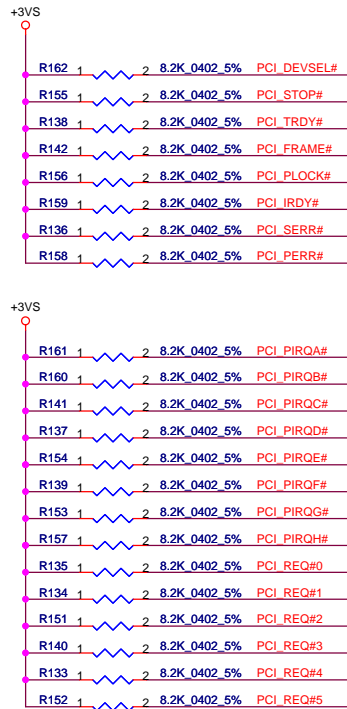 +3VS
R162 1 2 8.2K_0402_5% PCI_DEVSEL#
R155 1 2 8.2K_0402_5% PCI_STOP#
R138 1 2 8.2K_0402_5% PCI_TRDY#
R142 1 2 8.2K_0402_5% PCI_FRAME#
R156 1 2 8.2K_0402_5% PCI_PLOCK#
R159 1 2 8.2K_0402_5% PCI_IRDY#
R136 1 2 8.2K_0402_5% PCI_SERR#
R158 1 2 8.2K_0402_5% PCI_PERR#
+3VS
R161 1 2 8.2K_0402_5% PCI_PIRQA#
R160 1 2 8.2K_0402_5% PCI_PIRQB#
R141 1 2 8.2K_0402_5% PCI_PIRQC#
R137 1 2 8.2K_0402_5% PCI_PIRQD#
R154 1 2 8.2K_0402_5% PCI_PIRQE#
R139 1 2 8.2K_0402_5% PCI_PIRQF#
R153 1 2 8.2K_0402_5% PCI_PIRQG#
R157 1 2 8.2K_0402_5% PCI_PIRQH#
R135 1 2 8.2K_0402_5% PCI_REQ#0
R134 1 2 8.2K_0402_5% PCI_REQ#1
R151 1 2 8.2K_0402_5% PCI_REQ#2
R140 1 2 8.2K_0402_5% PCI_REQ#3
R133 1 2 8.2K_0402_5% PCI_REQ#4
R152 1 2 8.2K_0402_5% PCI_REQ#5